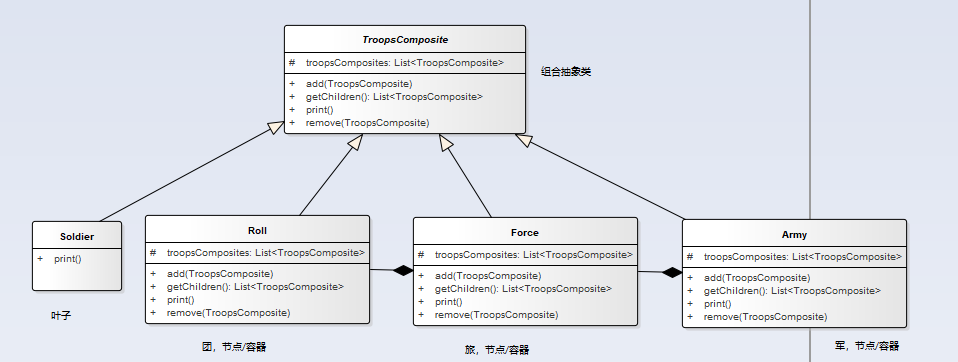 TroopsComposite
# troopsComposites: List<TroopsComposite>
+ add(TroopsComposite)
+ getChildren(): List<TroopsComposite>
+ print()
+ remove(TroopsComposite)
组合抽象类
Soldier
+ print()
叶子
Roll
# troopsComposites: List<TroopsComposite>
+ add(TroopsComposite)
+ getChildren(): List<TroopsComposite>
+ print()
+ remove(TroopsComposite)
团，节点/容器
Force
# troopsComposites: List<TroopsComposite>
+ add(TroopsComposite)
+ getChildren(): List<TroopsComposite>
+ print()
+ remove(TroopsComposite)
旅，节点/容器
Army
# troopsComposites: List<TroopsComposite>
+ add(TroopsComposite)
+ getChildren(): List<TroopsComposite>
+ print()
+ remove(TroopsComposite)
军，节点/容器